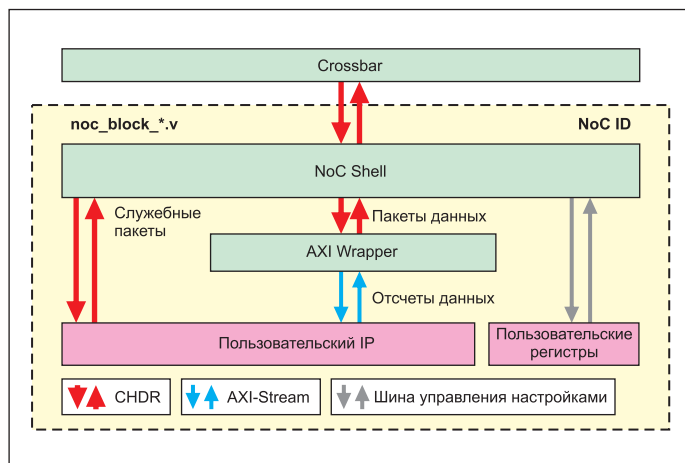 Crossbar
noc_block_*.v
NoC ID
NoC Shell
Служебные
пакеты
Пакеты данных
AXI Wrapper
Отсчеты данных
Пользовательский IP
Пользовательские
регистры
CHDR
AXI-Stream
Шина управления настройками